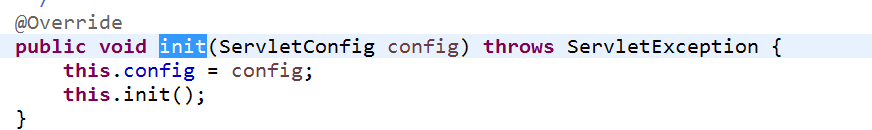 /
@Override
public void init(ServletConfig config) throws ServletException {
    this.config = config;
    this.init();
}